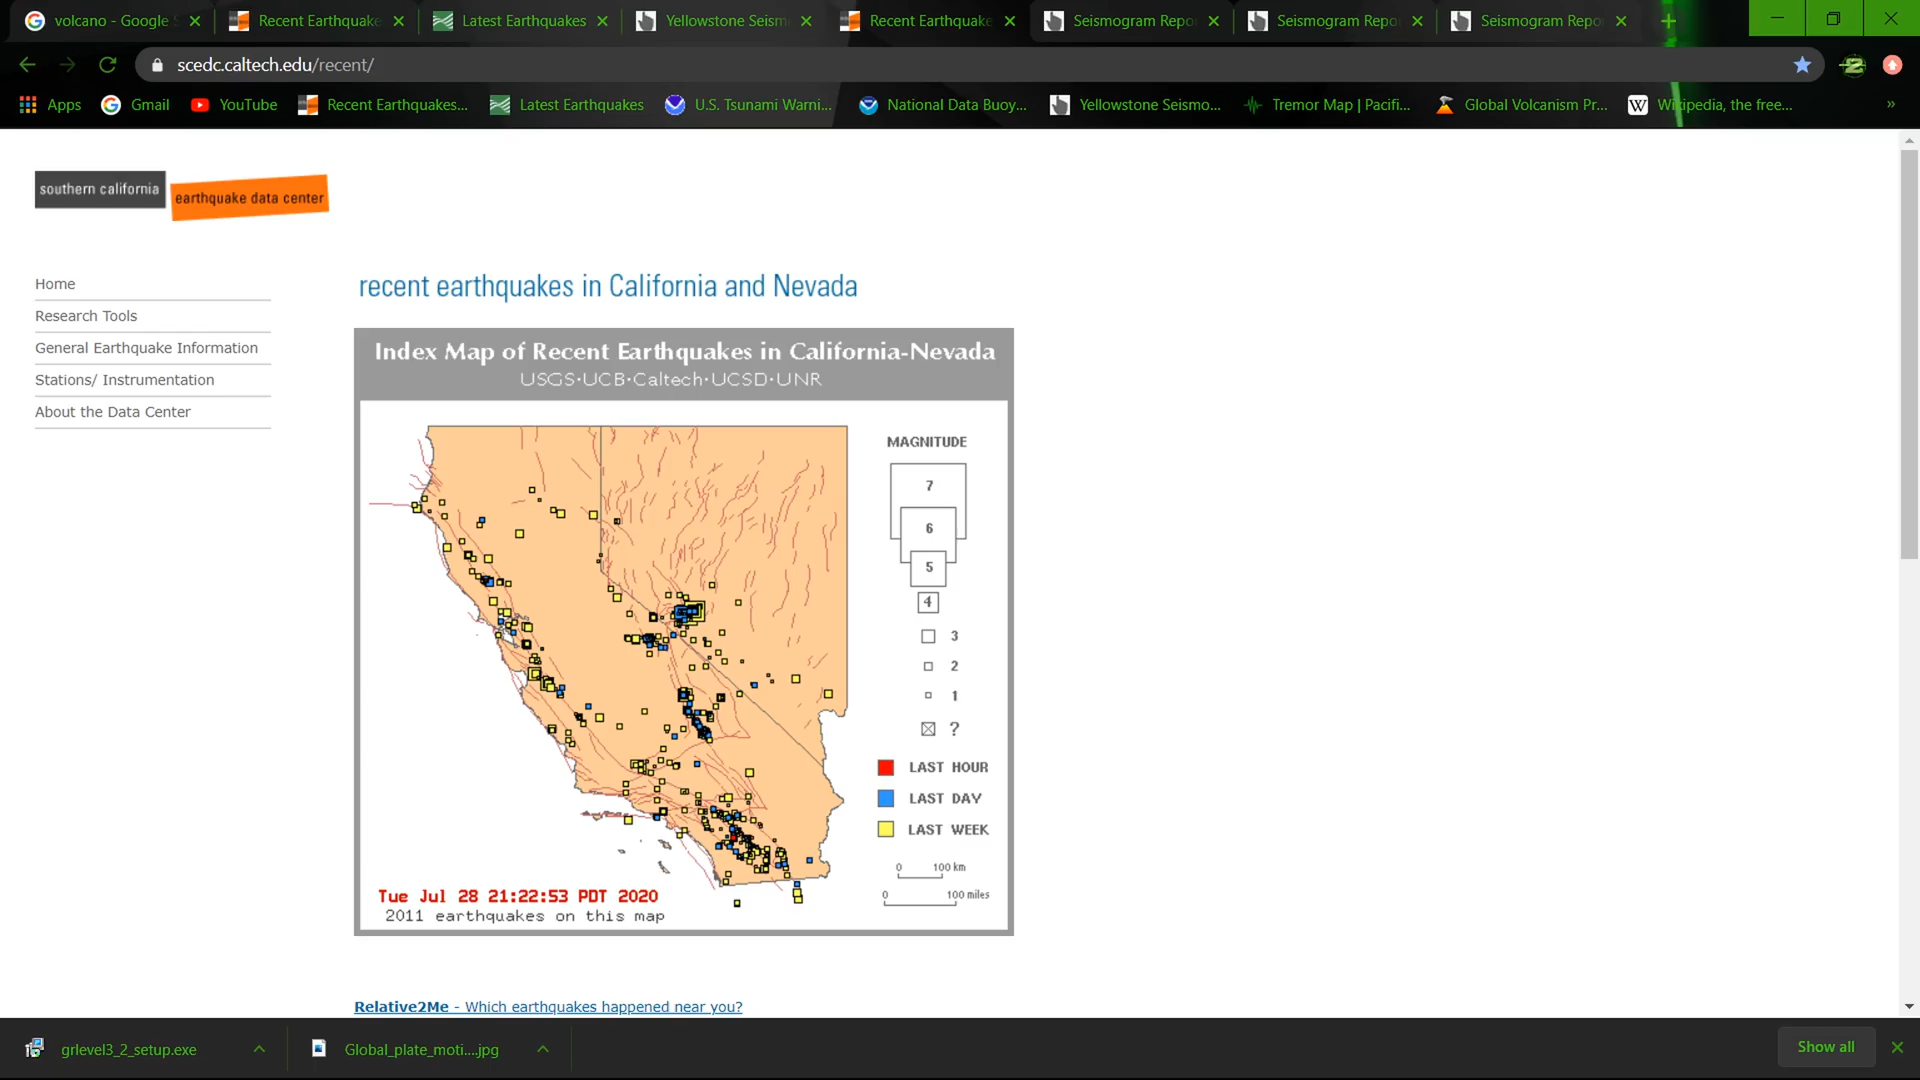 volcano - Google
Recent Earthquake
Latest Earthquakes
Yellowstone Seism
Recent Earthquake
Seismogram Repo
Seismogram Repo
Seismogram Repo
scedc.caltech.edu/recent/
Apps
Gmail
YouTube
Recent Earthquakes...
Latest Earthquakes
U.S. Tsunami Warni...
National Data Buoy...
Yellowstone Seismo...
Tremor Map | Pacifi...
Global Volcanism Pr...
Wikipedia, the free...
southern california
earthquake data center
Home
Research Tools
General Earthquake Information
Stations/ Instrumentation
About the Data Center
recent earthquakes in California and Nevada
Index Map of Recent Earthquakes in California-Nevada
USGS·UCB·Caltech·UCSD·UNR
MAGNITUDE
7
6
5
4
3
2
1
?
LAST HOUR
LAST DAY
LAST WEEK
0 100 km
0 100 miles
Tue Jul 28 21:22:53 PDT 2020
2011 earthquakes on this map
Relative2Me - Which earthquakes happened near you?
grlevel3_2_setup.exe
Global_plate_moti....jpg
Show all